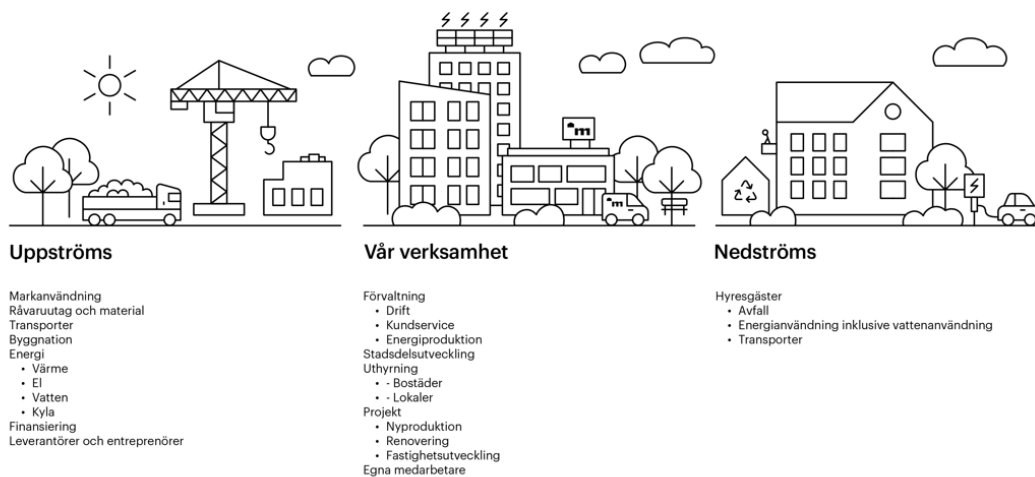 m
m
Uppströms
Markanvändning
Råvaruutag och material
Transporter
Byggnation
Energi
• Värme
• El
• Vatten
• Kyla
Finansiering
Leverantörer och entreprenörer
Vår verksamhet
Förvaltning
• Drift
• Kundservice
• Energiproduktion
Stadsdelsutveckling
Uthyrning
• - Bostäder
• - Lokaler
Projekt
• Nyproduktion
• Renovering
• Fastighetsutveckling
Egna medarbetare
Nedströms
Hyresgäster
• Avfall
• Energianvändning inklusive vattenanvändning
• Transporter